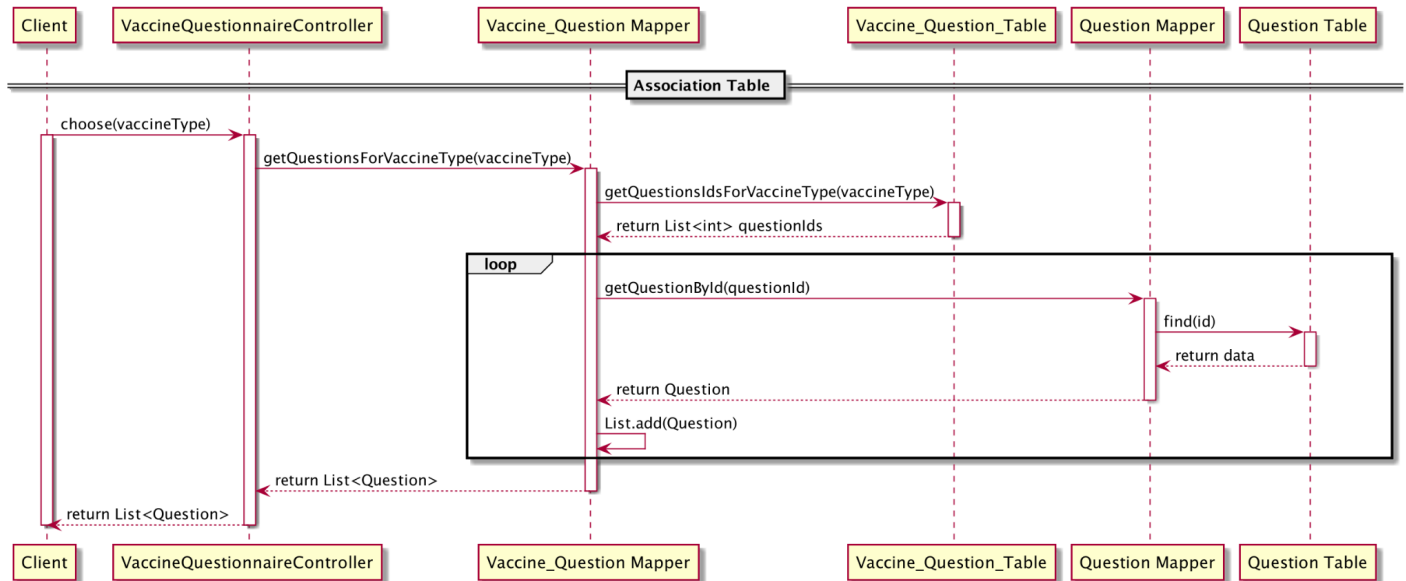 Client
VaccineQuestionnaireController
Vaccine_Question Mapper
Vaccine_Question_Table
Question Mapper
Question Table
Association Table
choose(vaccineType)
getQuestionsForVaccineType(vaccineType)
getQuestionsIdsForVaccineType(vaccineType)
return List<int> questionIds
loop
getQuestionById(questionId)
find(id)
return data
return Question
List.add(Question)
return List<Question>
return List<Question>
Client
VaccineQuestionnaireController
Vaccine_Question Mapper
Vaccine_Question_Table
Question Mapper
Question Table